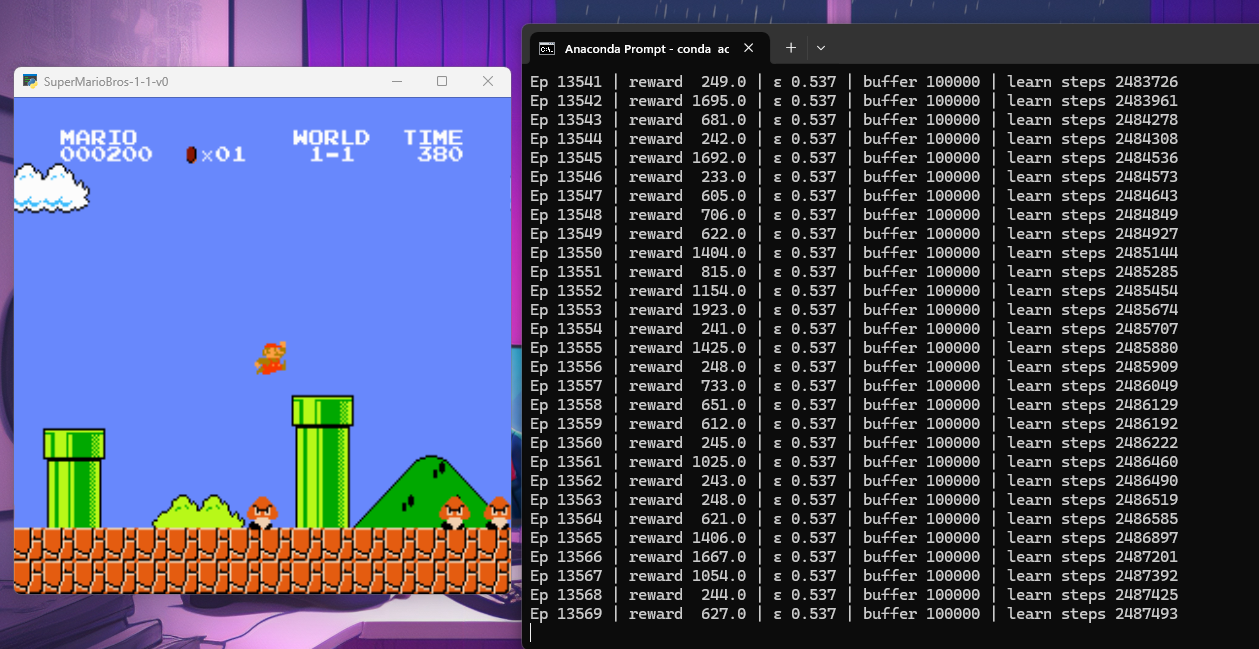 SuperMarioBros-1-1-v0
MARIO WORLD TIME
000200 ×01 1-1 380
Anaconda Prompt - conda ac
Ep 13541 | reward 249.0 | ε 0.537 | buffer 100000 | learn steps 2483726
Ep 13542 | reward 1695.0 | ε 0.537 | buffer 100000 | learn steps 2483961
Ep 13543 | reward 681.0 | ε 0.537 | buffer 100000 | learn steps 2484278
Ep 13544 | reward 242.0 | ε 0.537 | buffer 100000 | learn steps 2484308
Ep 13545 | reward 1692.0 | ε 0.537 | buffer 100000 | learn steps 2484536
Ep 13546 | reward 233.0 | ε 0.537 | buffer 100000 | learn steps 2484573
Ep 13547 | reward 605.0 | ε 0.537 | buffer 100000 | learn steps 2484643
Ep 13548 | reward 706.0 | ε 0.537 | buffer 100000 | learn steps 2484849
Ep 13549 | reward 622.0 | ε 0.537 | buffer 100000 | learn steps 2484927
Ep 13550 | reward 1404.0 | ε 0.537 | buffer 100000 | learn steps 2485144
Ep 13551 | reward 815.0 | ε 0.537 | buffer 100000 | learn steps 2485285
Ep 13552 | reward 1154.0 | ε 0.537 | buffer 100000 | learn steps 2485454
Ep 13553 | reward 1923.0 | ε 0.537 | buffer 100000 | learn steps 2485674
Ep 13554 | reward 241.0 | ε 0.537 | buffer 100000 | learn steps 2485707
Ep 13555 | reward 1425.0 | ε 0.537 | buffer 100000 | learn steps 2485880
Ep 13556 | reward 248.0 | ε 0.537 | buffer 100000 | learn steps 2485909
Ep 13557 | reward 733.0 | ε 0.537 | buffer 100000 | learn steps 2486049
Ep 13558 | reward 651.0 | ε 0.537 | buffer 100000 | learn steps 2486129
Ep 13559 | reward 612.0 | ε 0.537 | buffer 100000 | learn steps 2486192
Ep 13560 | reward 245.0 | ε 0.537 | buffer 100000 | learn steps 2486222
Ep 13561 | reward 1025.0 | ε 0.537 | buffer 100000 | learn steps 2486460
Ep 13562 | reward 243.0 | ε 0.537 | buffer 100000 | learn steps 2486490
Ep 13563 | reward 248.0 | ε 0.537 | buffer 100000 | learn steps 2486519
Ep 13564 | reward 621.0 | ε 0.537 | buffer 100000 | learn steps 2486585
Ep 13565 | reward 1406.0 | ε 0.537 | buffer 100000 | learn steps 2486897
Ep 13566 | reward 1667.0 | ε 0.537 | buffer 100000 | learn steps 2487201
Ep 13567 | reward 1054.0 | ε 0.537 | buffer 100000 | learn steps 2487392
Ep 13568 | reward 244.0 | ε 0.537 | buffer 100000 | learn steps 2487425
Ep 13569 | reward 627.0 | ε 0.537 | buffer 100000 | learn steps 2487493